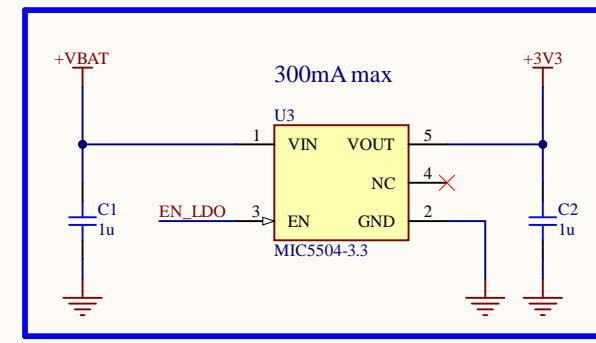 +VBAT
300mA max
+3V3
U3
1
VIN
VOUT
5
NC
4
C1
1u
EN_LDO
3
EN
GND
2
C2
1u
MIC5504-3.3